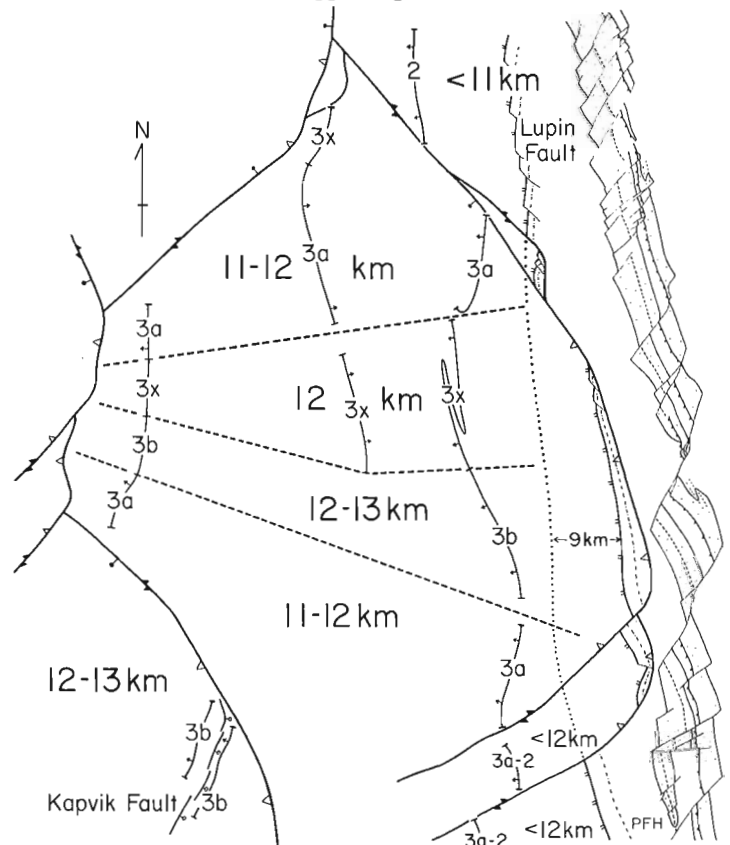 2
<11km
N
Lupin
Fault
3x
3a
11-12 km
3a
3a
3x
12 km
3x
3x
3b
3a
12-13km
3b
←9km→
11-12km
3a
12-13km
3b
<12km
3a-2
Kapvik Fault
3b
3a-2
<12km
PFH